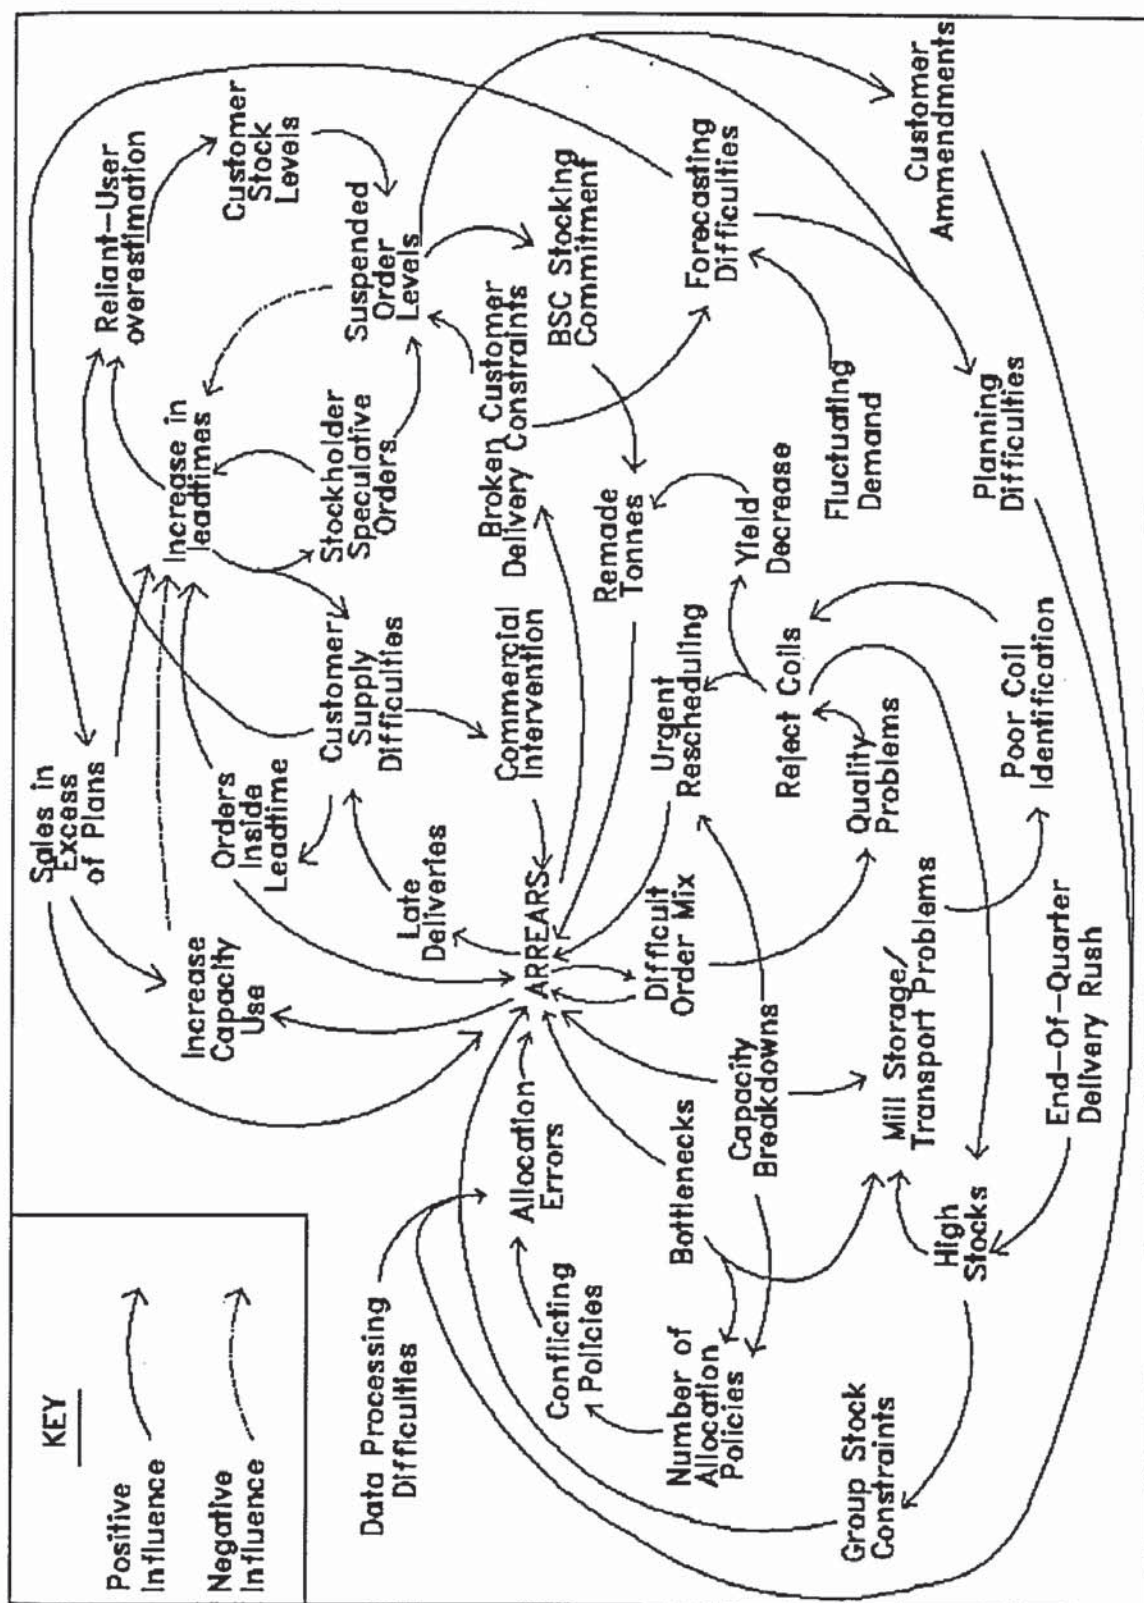 KEY
Positive
Influence
Negative
Influence
Sales in
Excess
of Plans
Reliant-User
overestimation
Customer
Stock
Levels
Increase in
leadtimes
Increase
Capacity
Use
Orders
Inside
Leadtime
Stockholder
Speculative
Orders
Suspended
Order
Levels
Customer/
Supply
Difficulties
Data Processing
Difficulties
Late
Deliveries
Commercial
Intervention
Broken Customer
Delivery Constraints
BSC Stocking
Commitment
Allocation
Errors
ARREARS
Conflicting
Policies
Remade
Tonnes
Difficult
Order Mix
Urgent
Rescheduling
Forecasting
Difficulties
Number of
Allocation
Policies
Bottlenecks
Capacity
Breakdowns
Yield
Decrease
Reject Coils
Fluctuating
Demand
Quality
Problems
Group Stock
Constraints
Mill Storage/
Transport Problems
Customer
Ammendments
High
Stocks
Poor Coil
Identification
Planning
Difficulties
End-Of-Quarter
Delivery Rush